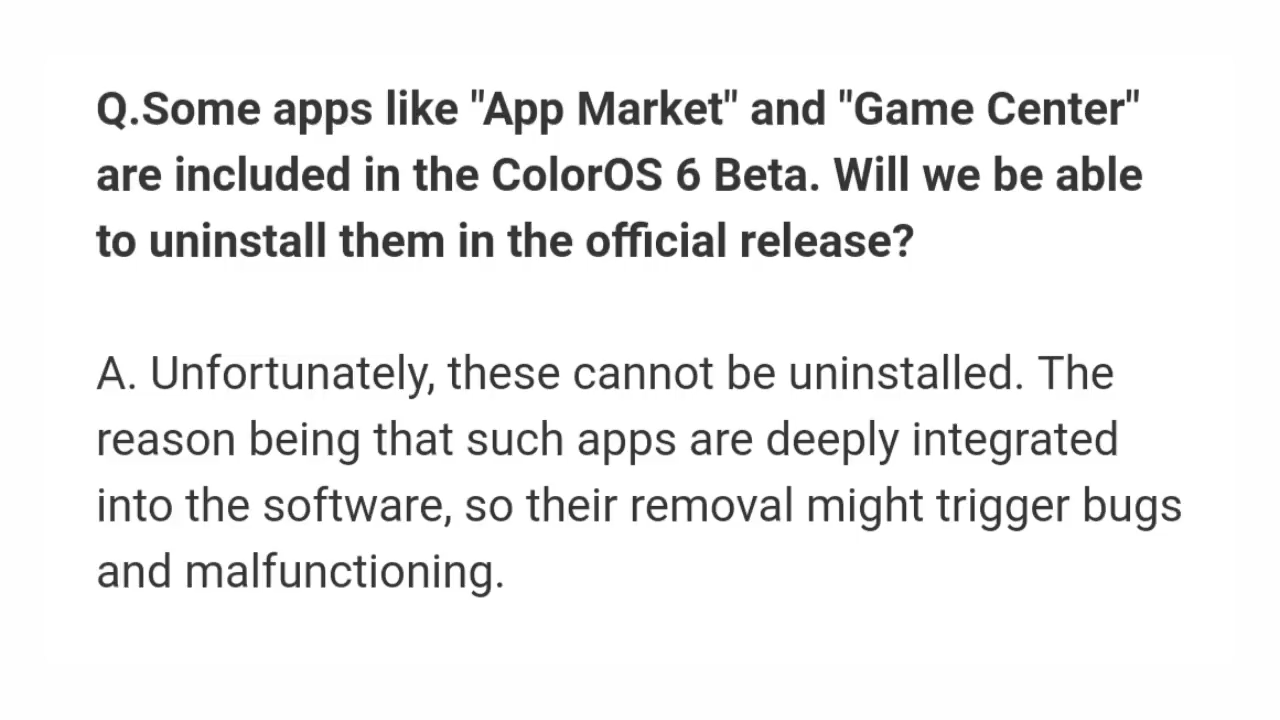 Q.Some apps like "App Market" and "Game Center"
are included in the ColorOS 6 Beta. Will we be able
to uninstall them in the official release?
A. Unfortunately, these cannot be uninstalled. The
reason being that such apps are deeply integrated
into the software, so their removal might trigger bugs
and malfunctioning.